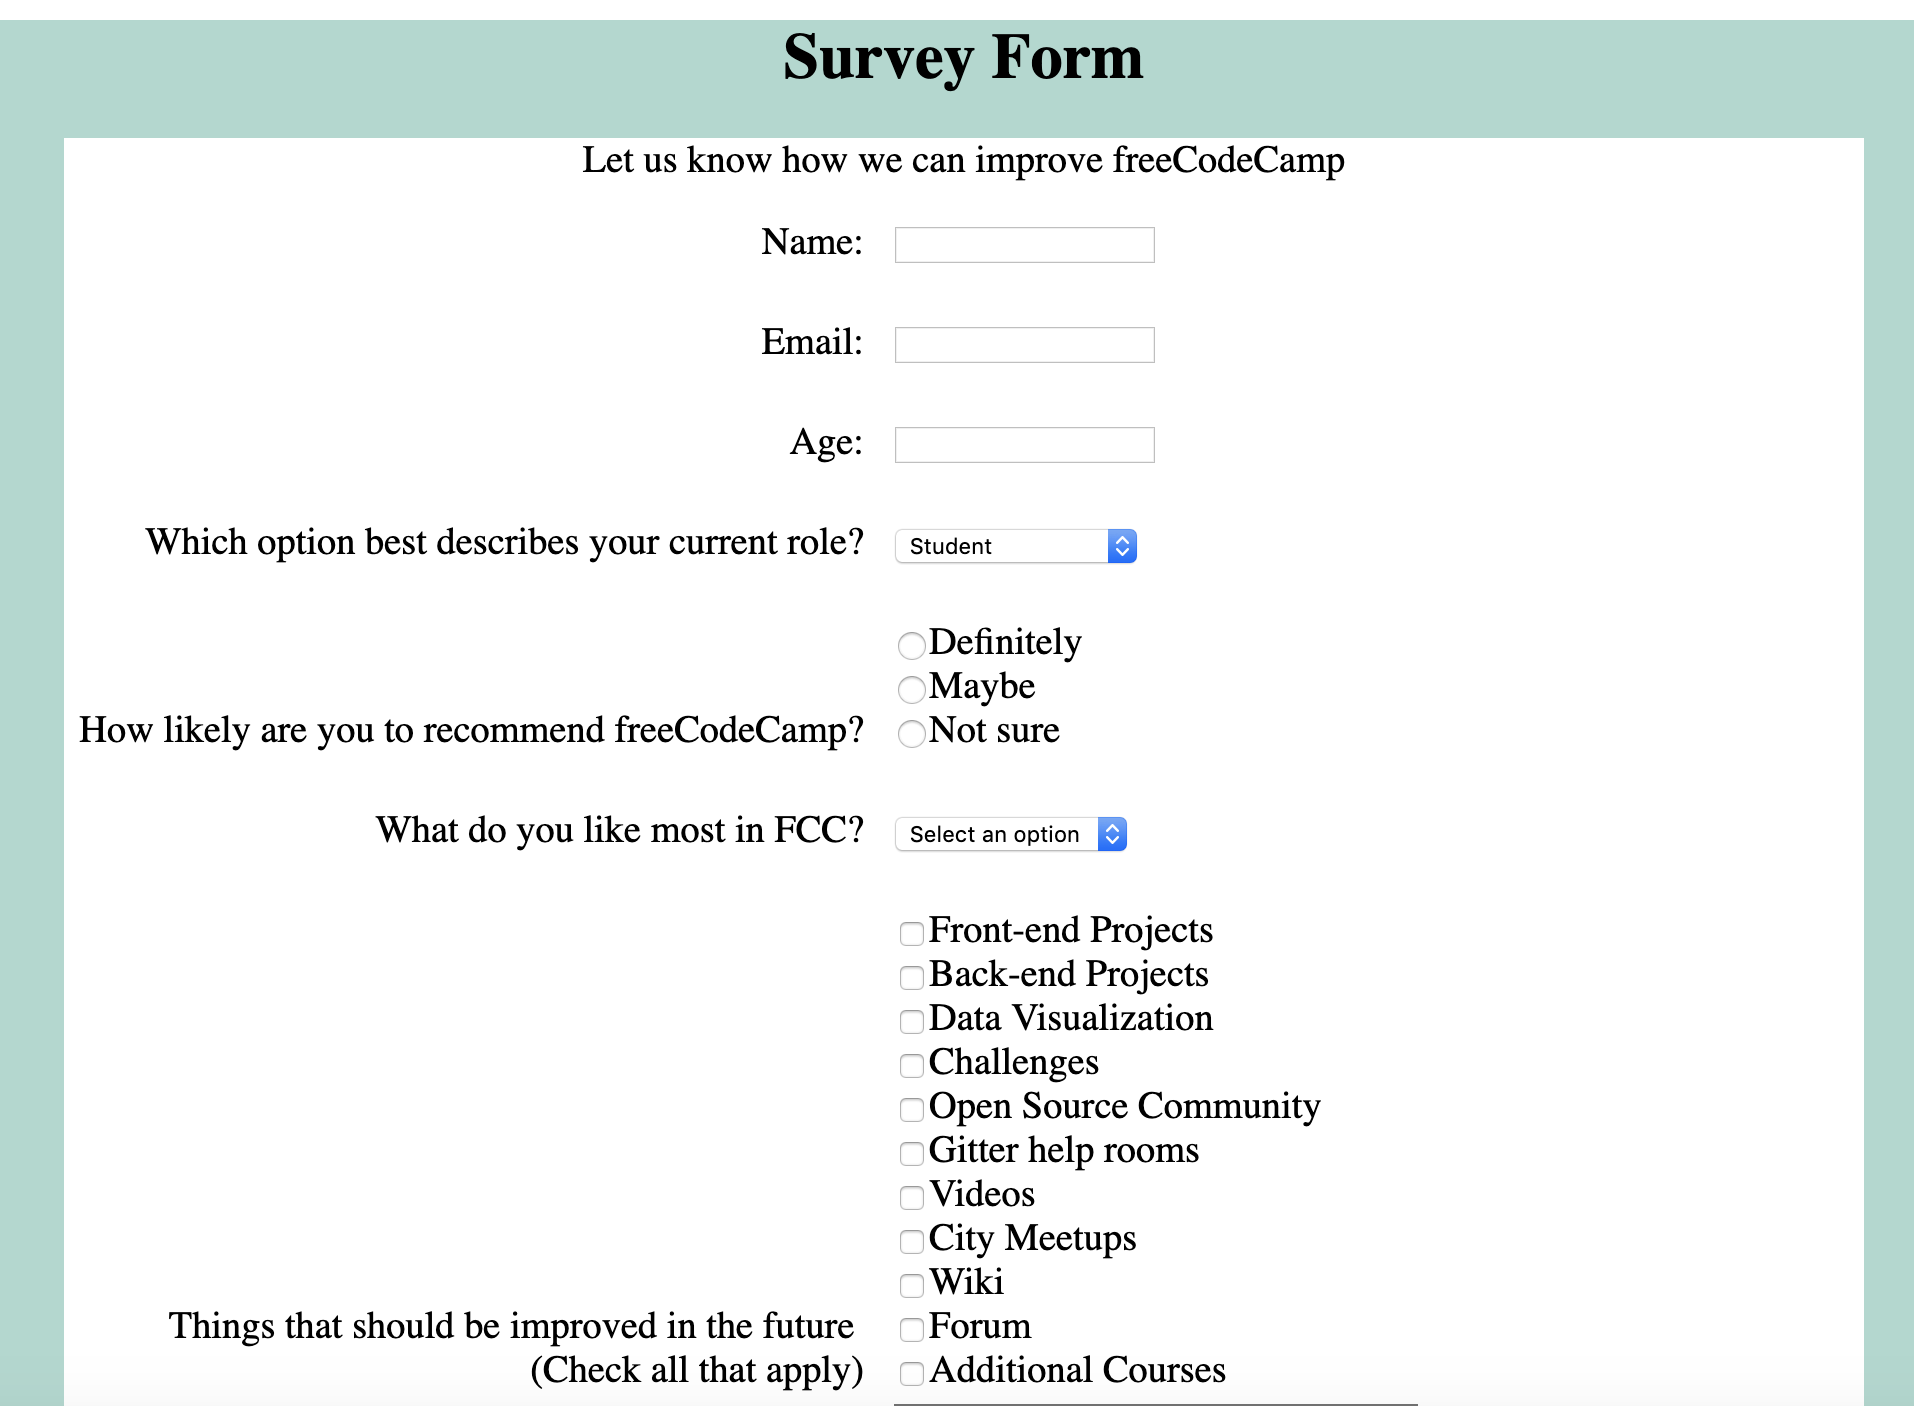 Survey Form
Let us know how we can improve freeCodeCamp
Name:
Email:
Age:
Which option best describes your current role? Student
Definitely
Maybe
How likely are you to recommend freeCodeCamp? Not sure
What do you like most in FCC? Select an option
Front-end Projects
Back-end Projects
Data Visualization
Challenges
Open Source Community
Gitter help rooms
Videos
City Meetups
Wiki
Things that should be improved in the future Forum
(Check all that apply) Additional Courses